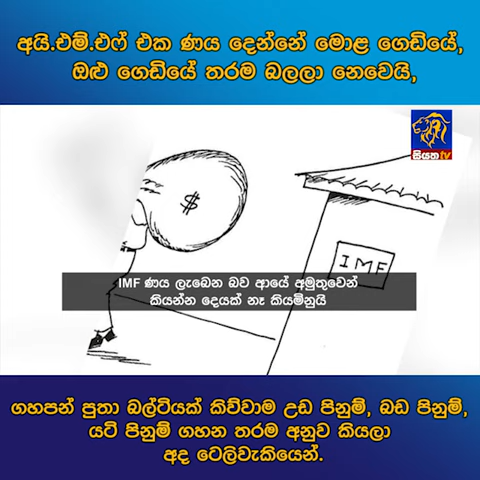 අයි.එම්.එෆ් එක ණය දෙන්නේ මොළ ගෙඩියේ,
ඔළු ගෙඩියේ තරම බලලා නෙවෙයි,
සියත tv
$
IMF
IMF ණය ලැබෙන බව ආයේ අමුතුවෙන්
කියන්න දෙයක් නෑ කියමිනුයි
ගහපන් පුතා බල්ටියක් කිව්වාම උඩ පිනුම්, බඩ පිනුම්,
යටි පිනුම් ගහන තරම අනුව කියලා
අද ටෙලිවැකියෙන්.